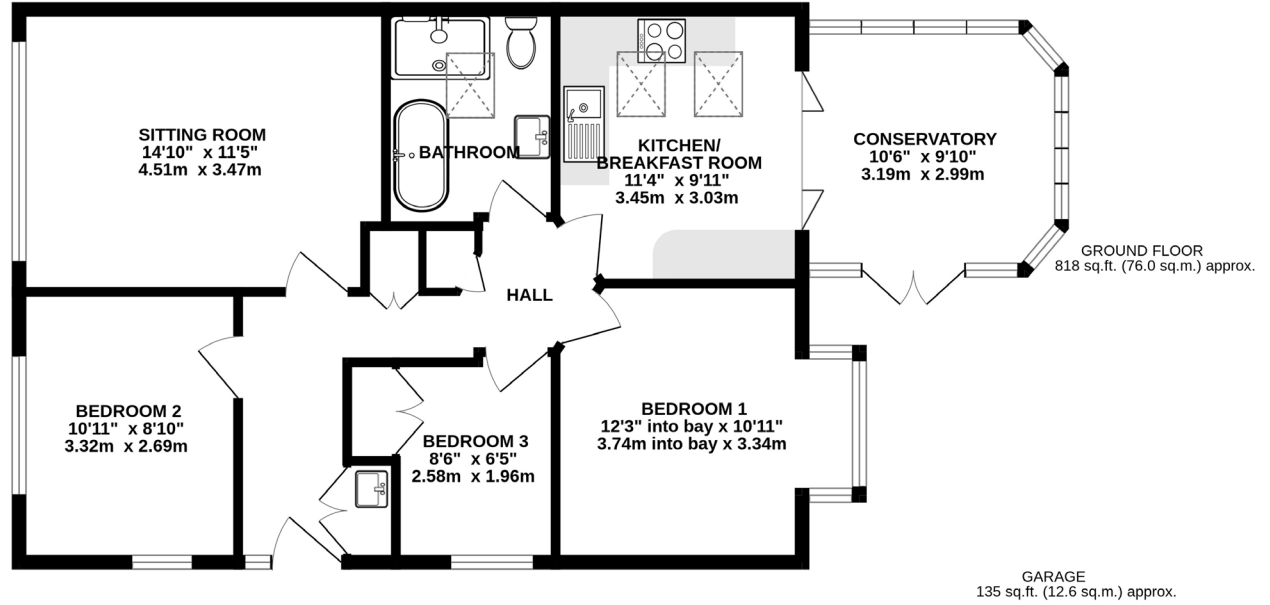 SITTING ROOM
14'10" x 11'5"
4.51m x 3.47m
BATHROOM
KITCHEN/
BREAKFAST ROOM
11'4" x 9'11"
3.45m x 3.03m
CONSERVATORY
10'6" x 9'10"
3.19m x 2.99m
GROUND FLOOR
818 sq.ft. (76.0 sq.m.) approx.
HALL
BEDROOM 2
10'11" x 8'10"
3.32m x 2.69m
BEDROOM 3
8'6" x 6'5"
2.58m x 1.96m
BEDROOM 1
12'3" into bay x 10'11"
3.74m into bay x 3.34m
GARAGE
135 sq.ft. (12.6 sq.m.) approx.